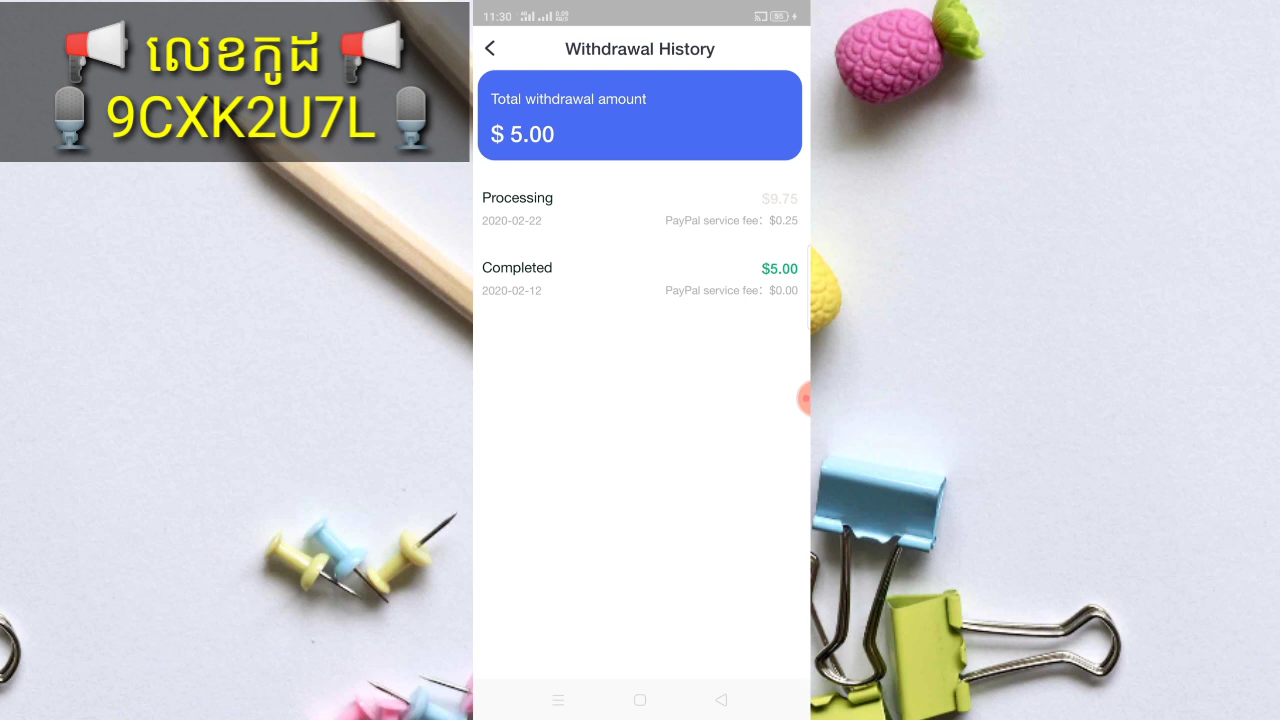 លេខកូដ
9CXK2U7L
11:30
55
Withdrawal History
Total withdrawal amount
$ 5.00
Processing $9.75
2020-02-22 PayPal service fee: $0.25
Completed $5.00
2020-02-12 PayPal service fee: $0.00